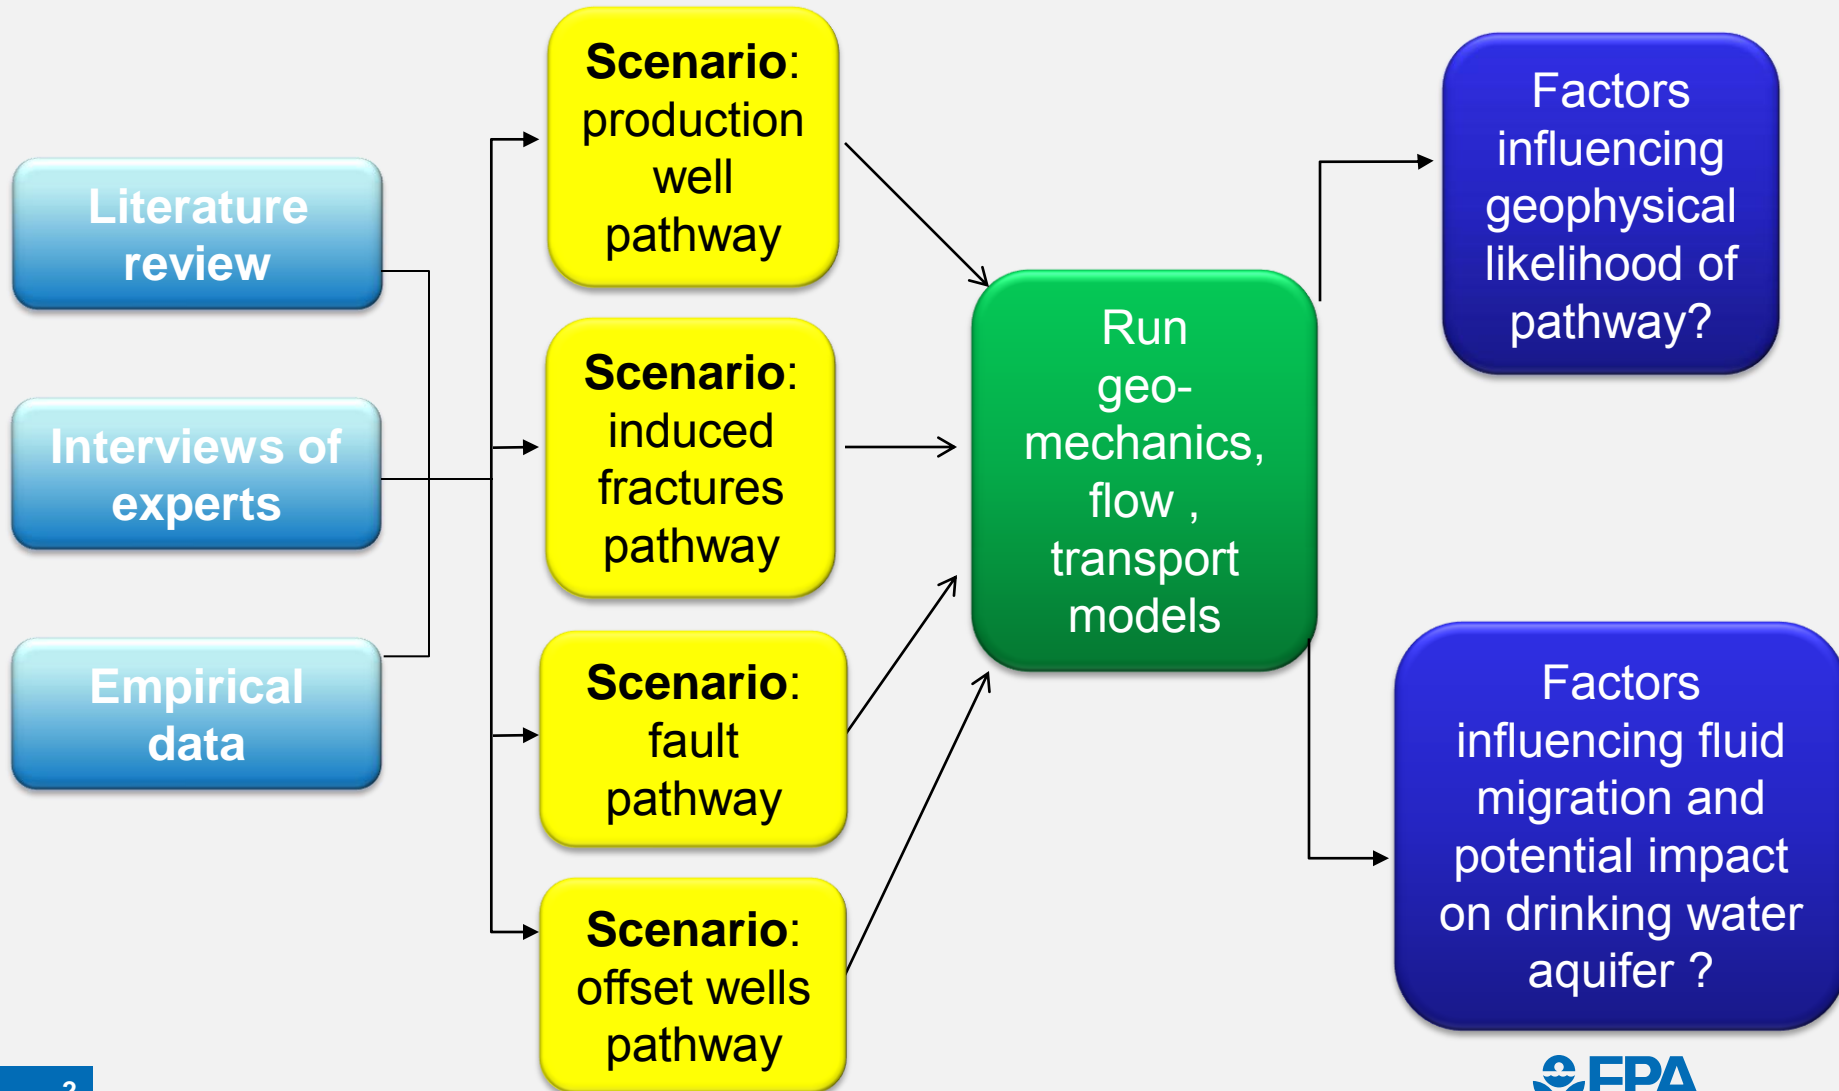 Literature
review
Interviews of
experts
Empirical
data
Scenario:
production
well
pathway
Scenario:
induced
fractures
pathway
Scenario:
fault
pathway
Scenario:
offset wells
pathway
Run
geo-
mechanics,
flow ,
transport
models
Factors
influencing
geophysical
likelihood of
pathway?
Factors
influencing fluid
migration and
potential impact
on drinking water
aquifer ?
EPA